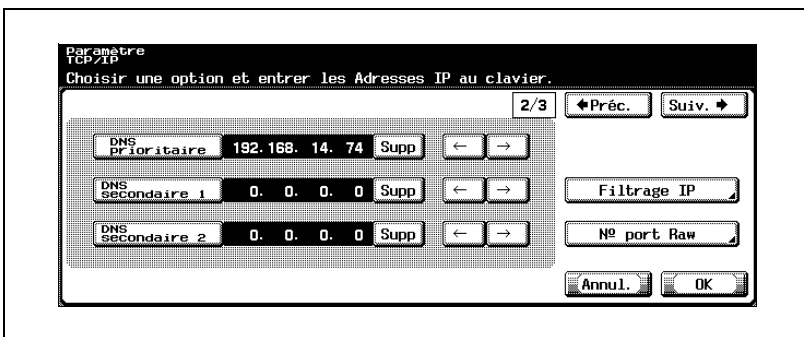 Paramètre
TCP/IP
Choisir une option et entrer les Adresses IP au clavier.
2/3 Préc. Suiv.
DNS
prioritaire 192. 168. 14. 74 Supp ← →
DNS
secondaire 1 0. 0. 0. 0 Supp ← → Filtrage IP
DNS
secondaire 2 0. 0. 0. 0 Supp ← → Nº port Raw
Annul. OK